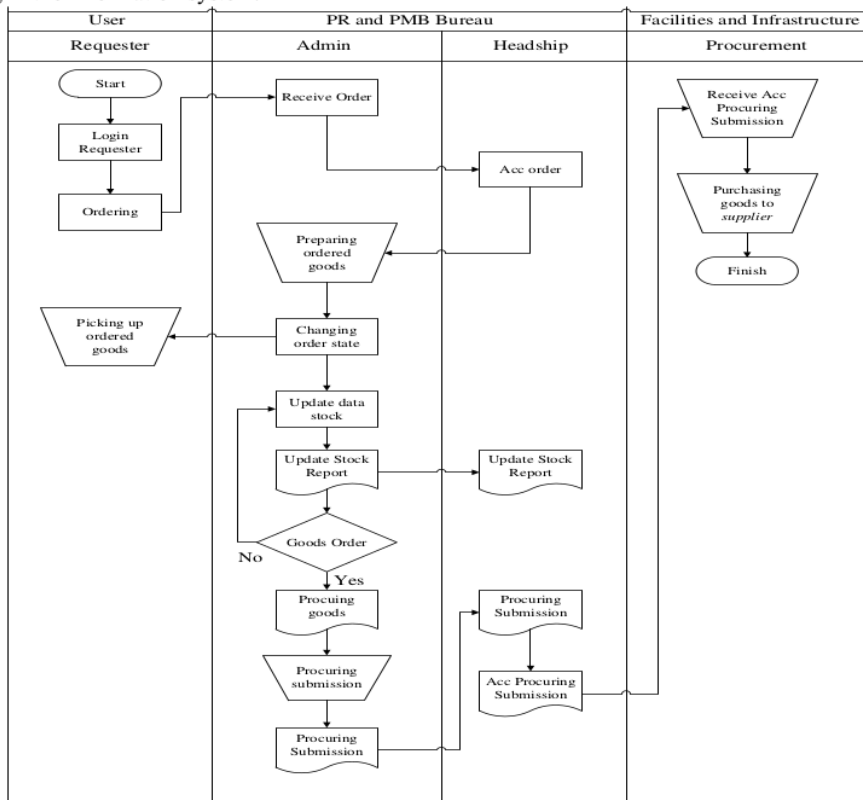 User
PR and PMB Bureau
Facilities and Infrastructure
Requester
Admin
Headship
Procurement
Start
Login
Requester
Ordering
Receive Order
Acc order
Preparing
ordered
goods
Changing
order state
Picking up
ordered
goods
Update data
stock
Update Stock
Report
Update Stock
Report
Goods Order
No
Yes
Procuing
goods
Procuring
submission
Procuring
Submission
Procuring
Submission
Acc Procuring
Submission
Receive Acc
Procuring
Submission
Purchasing
goods to
supplier
Finish